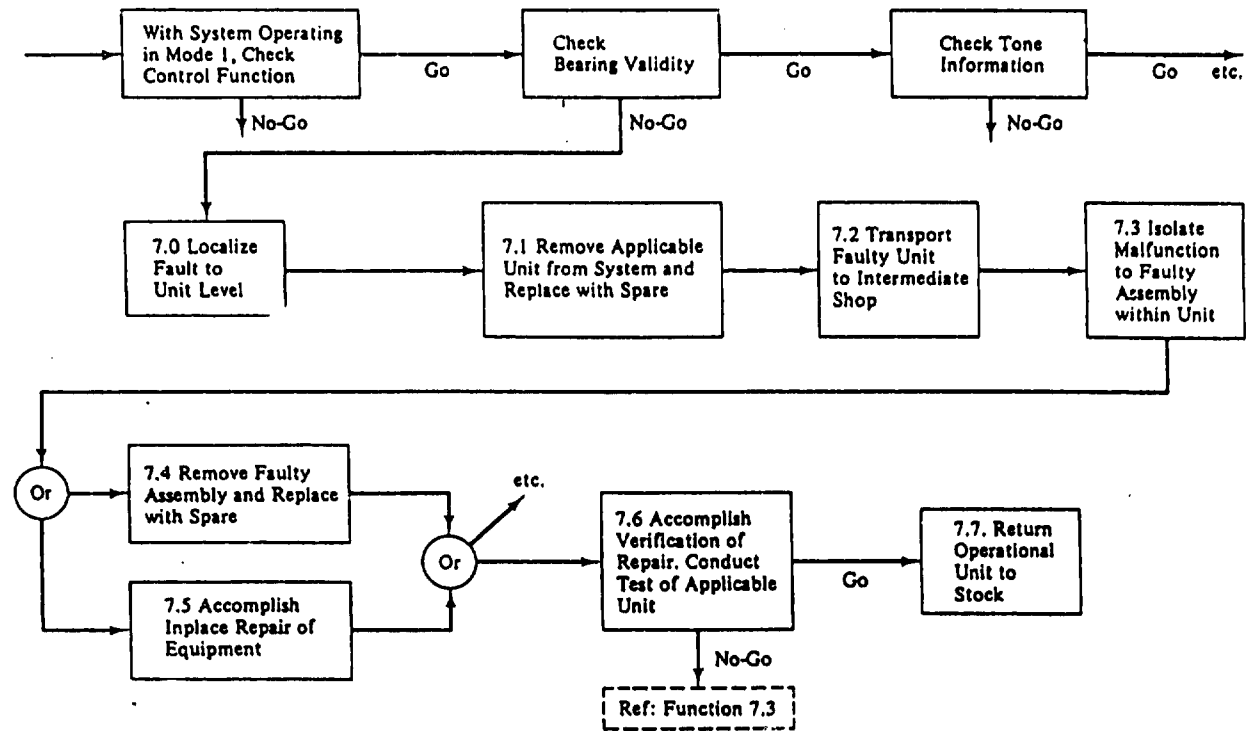 With System Operating
in Mode 1, Check
Control Function
Go
Check
Bearing Validity
Go
Check Tone
Information
Go etc.
No-Go
No-Go
No-Go
7.0 Localize
Fault to
Unit Level
7.1 Remove Applicable
Unit from System and
Replace with Spare
7.2 Transport
Faulty Unit
to Intermediate
Shop
7.3 Isolate
Malfunction
to Faulty
Assembly
within Unit
Or
7.4 Remove Faulty
Assembly and Replace
with Spare
7.5 Accomplish
Inplace Repair of
Equipment
Or
etc.
7.6 Accomplish
Verification of
Repair. Conduct
Test of Applicable
Unit
Go
7.7. Return
Operational
Unit to
Stock
No-Go
Ref: Function 7.3